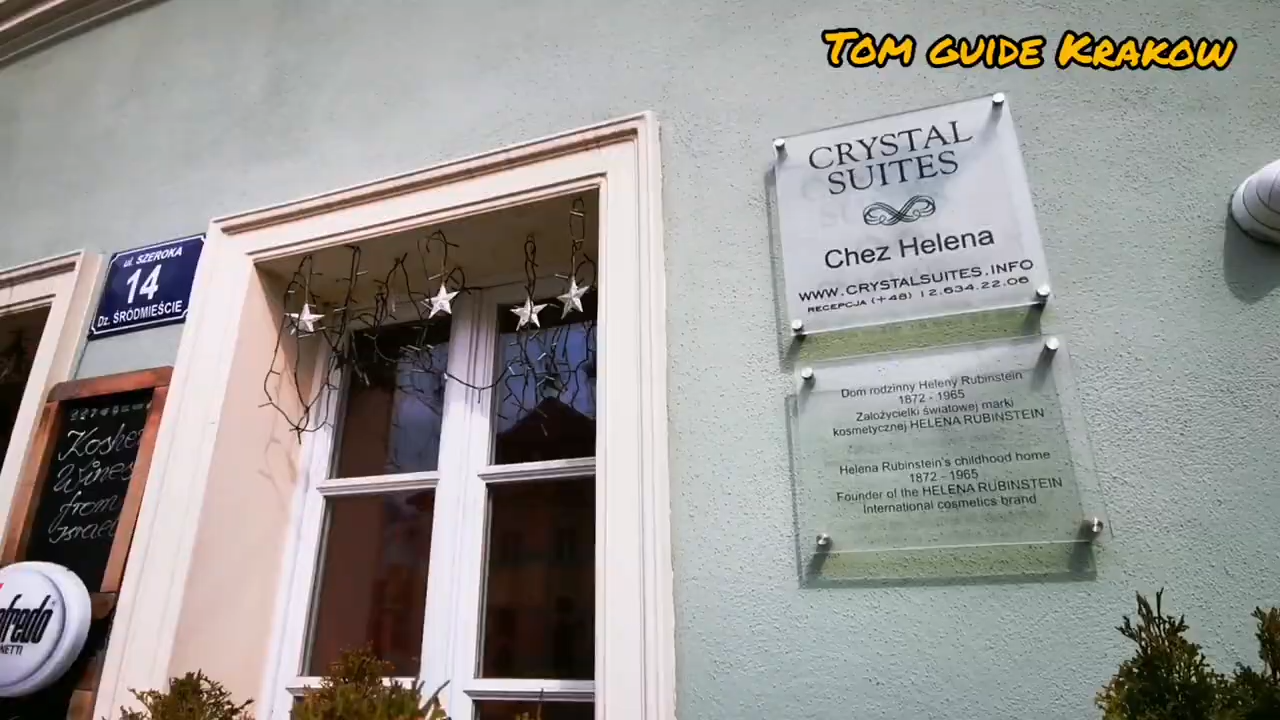 TOM GUIDE KRAKOW
CRYSTAL
SUITES
Chez Helena
WWW.CRYSTALSUITES.INFO
RECEPCJA (+48) 12.634.22.06
Dom rodzinny Heleny Rubinstein
1872 - 1965
Założycielki światowej marki
kosmetycznej HELENA RUBINSTEIN
Helena Rubinstein's childhood home
1872 - 1965
Founder of the HELENA RUBINSTEIN
International cosmetics brand
ul. SZEROKA
14
Dz. ŚRÓDMIEŚCIE
Kosher
Wines
from
Israel